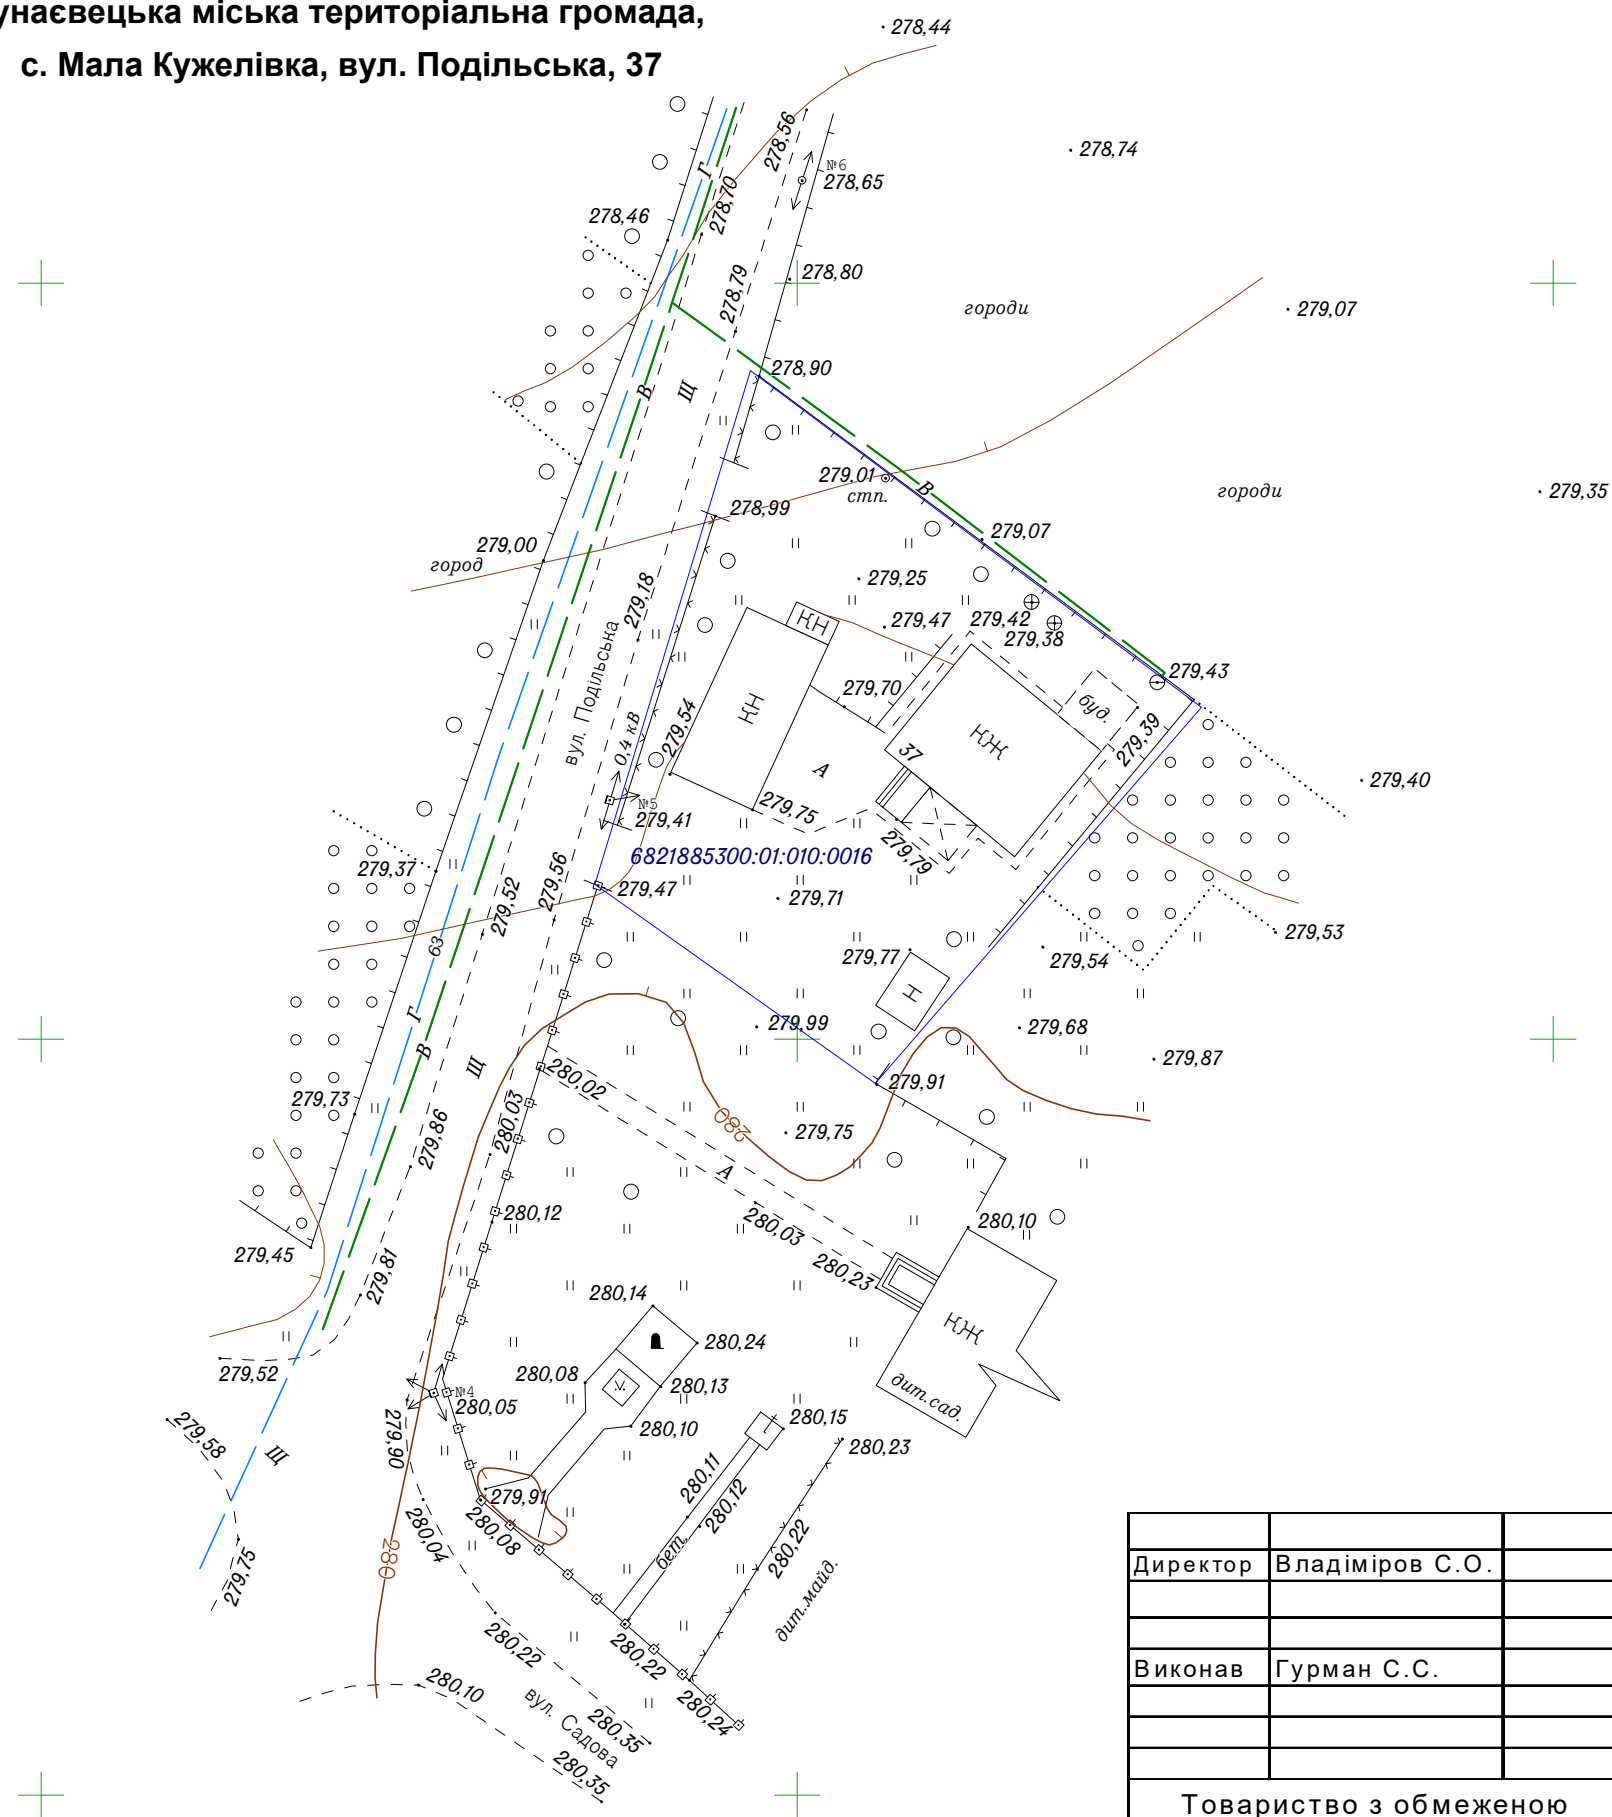 унаєвецька міська територіальна громада,
с. Мала Кужелівка, вул. Подільська, 37
278,44
278,56
278,74
№6
278,65
Г
278,70
278,46
278,79
278,80
городи
279,07
278,90
В
Щ
279,01
стп.
В
городи
279,35
278,99
279,07
279,00
город
279,25
279,18
279,47
279,42
279,38
КН
вул. Подільська
279,43
279,70
буд.
КН
279,54
0,4 кВ
37
КЖ
279,39
А
279,40
№5
279,41
279,75
279,79
6821885300:01:010:0016
279,37
279,56
279,47
279,52
279,71
279,53
63
279,77
279,54
Н
Г
279,99
279,68
В
279,87
Щ
280,02
279,91
279,73
280,03
280
279,75
279,86
А
280,12
280,03
280,10
279,45
279,81
280,23
280,14
КЖ
280,24
279,52
280,08
280,13
дит.сад.
№4
280,05
280,10
280,15
279,58
279,90
280,23
Щ
280,11
279,91
280,12
280,08
280,04
280,22
280
бет.
279,75
дит.майд.
280,22
280,22
280,10
280,24
вул. Садова
280,35
280,35
Директор Владіміров С.О.
Виконав Гурман С.С.
Товариство з обмеженою